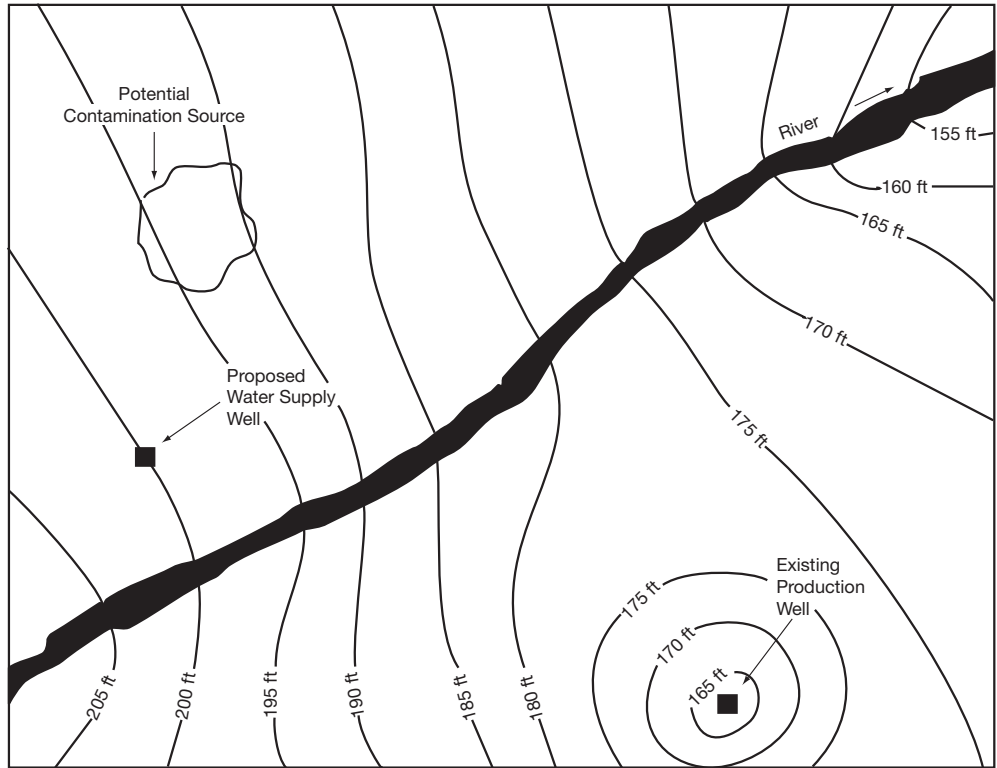 Potential
Contamination Source
River
155 ft
160 ft
165 ft
170 ft
Proposed
Water Supply
Well
175 ft
Existing
Production
Well
175 ft
170 ft
165 ft
205 ft
200 ft
195 ft
190 ft
185 ft
180 ft